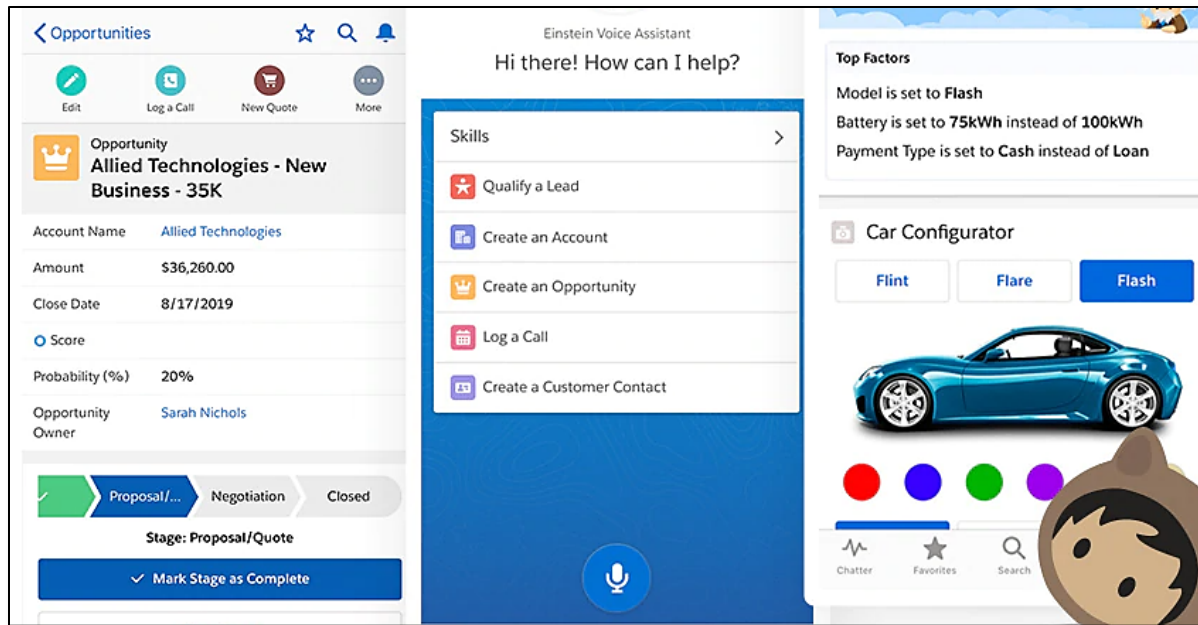 Opportunities
Edit
Log a Call
New Quote
More
Opportunity
Allied Technologies - New
Business - 35K
Account Name Allied Technologies
Amount $36,260.00
Close Date 8/17/2019
Score
Probability (%) 20%
Opportunity
Owner Sarah Nichols
Proposal/... Negotiation Closed
Stage: Proposal/Quote
Mark Stage as Complete
Einstein Voice Assistant
Hi there! How can I help?
Skills
Qualify a Lead
Create an Account
Create an Opportunity
Log a Call
Create a Customer Contact
Top Factors
Model is set to Flash
Battery is set to 75kWh instead of 100kWh
Payment Type is set to Cash instead of Loan
Car Configurator
Flint Flare Flash
Chatter Favorites Search